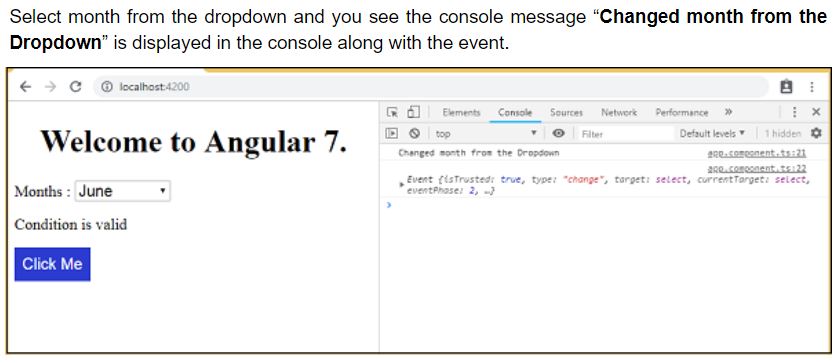 Select month from the dropdown and you see the console message “Changed month from the
Dropdown” is displayed in the console along with the event.
localhost:4200
Elements Console Sources Network Performance »
top Filter Default levels ▼ 1 hidden
Welcome to Angular 7.
Changed month from the Dropdown app.component.ts:21
app.component.ts:22
Months : June
Event {isTrusted: true, type: "change", target: select, currentTarget: select,
eventPhase: 2, …}
Condition is valid
Click Me